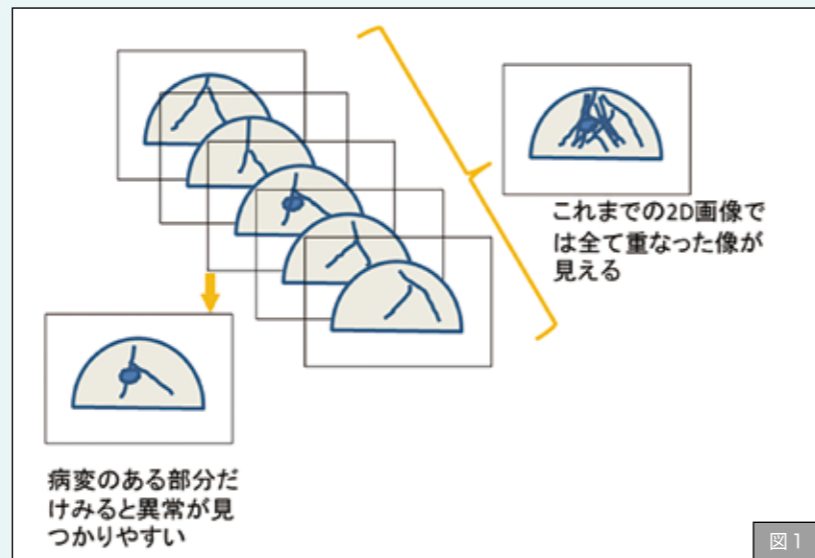 これまでの2D画像で
は全て重なった像が
見える
病変のある部分だ
けみると異常が見
つかりやすい
図1